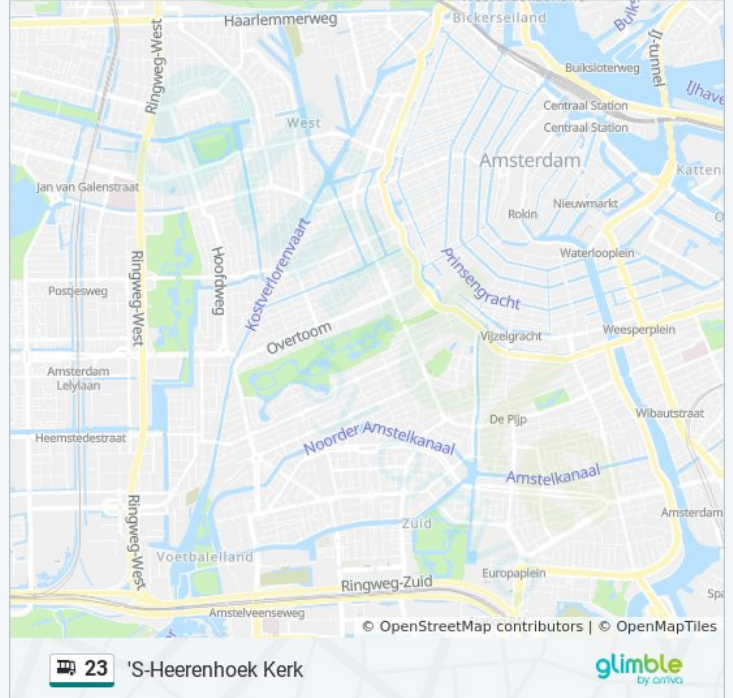 Haarlemmerweg
Bickerseiland
Buiks
IJ-tunnel
Ringweg-West
Buiksloterweg
IJhave
Centraal Station
West
Centraal Station
Amsterdam
Katten
Jan van Galenstraat
Nieuwmarkt
Rokin
O
Kostverlorenvaart
Waterlooplein
Hoofdweg
Prinsengracht
Ringweg-West
Postjesweg
Overtoom
Vijzelgracht
Weesperplein
Amsterdam
Lelylaan
Wibautstraat
De Pijp
Heemstedestraat
Noorder Amstelkanaal
Amstelkanaal
Ringweg-West
Amsterdam
Zuid
Voetbaleiland
Europaplein
Ringweg-Zuid
Spa
Amstelveenseweg
© OpenStreetMap contributors | © OpenMapTiles
23 'S-Heerenhoek Kerk
glimble
by arriva